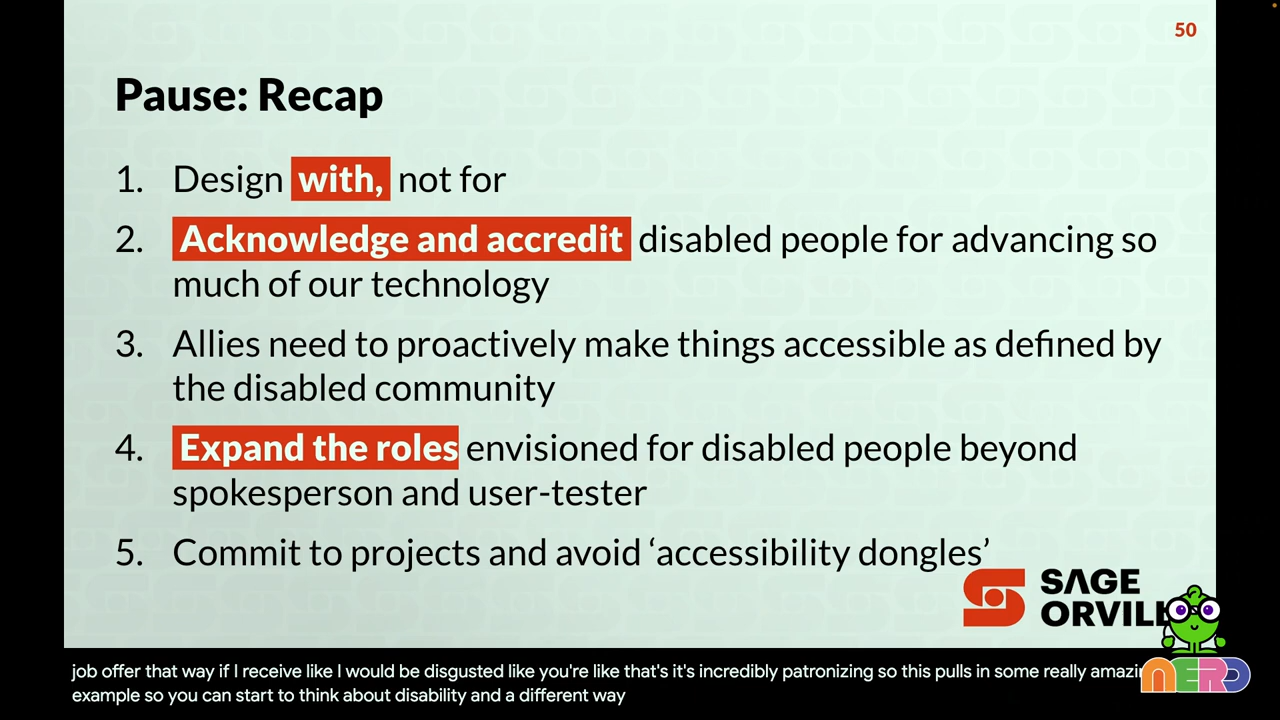 50
Pause: Recap
1. Design with, not for
2. Acknowledge and accredit disabled people for advancing so
much of our technology
3. Allies need to proactively make things accessible as defined by
the disabled community
4. Expand the roles envisioned for disabled people beyond
spokesperson and user-tester
5. Commit to projects and avoid ‘accessibility dongles’
SAGE
job offer that way if I receive like I would be disgusted like you're like that's it's incredibly patronizing so this pulls in some really
example so you can start to think about disability and a different way
NERD